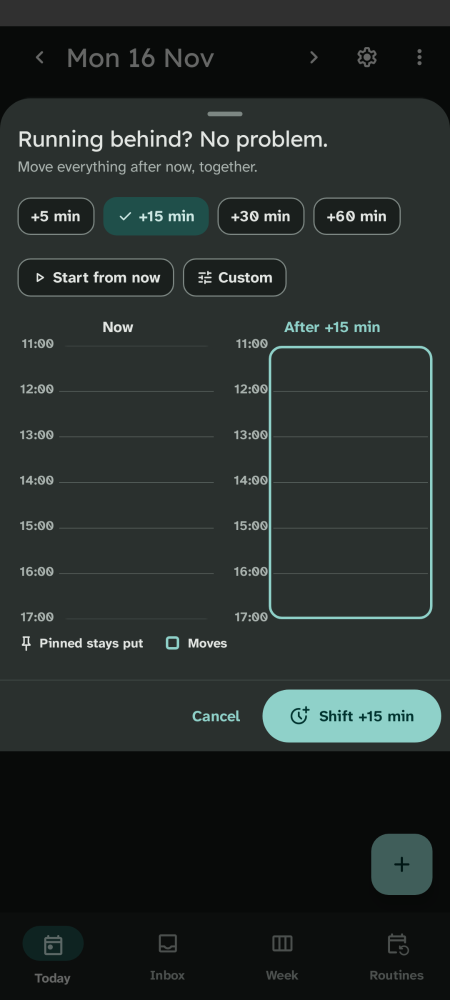 Mon 16 Nov
Running behind? No problem.
Move everything after now, together.
+5 min
+15 min
+30 min
+60 min
Start from now
Custom
Now
After +15 min
11:00
12:00
13:00
14:00
15:00
16:00
17:00
11:00
12:00
13:00
14:00
15:00
16:00
17:00
Pinned stays put
Moves
Cancel
Shift +15 min
Today
Inbox
Week
Routines